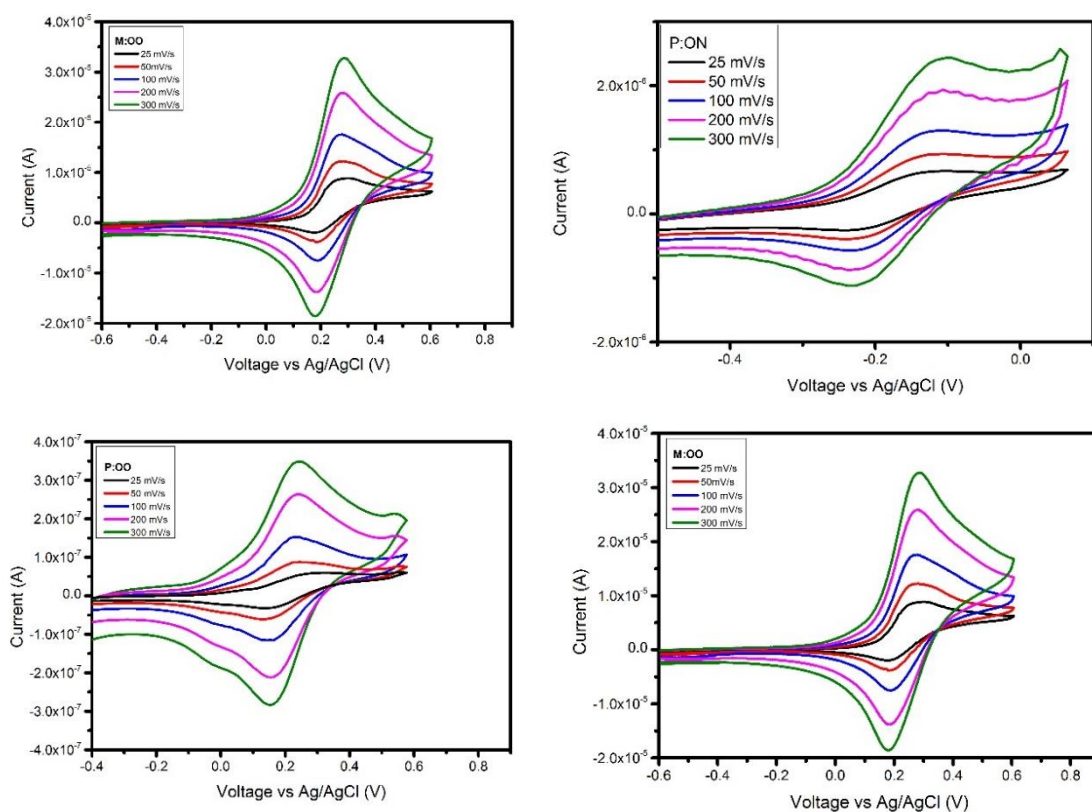 4.0x10⁻⁵
3.0x10⁻⁵
2.0x10⁻⁵
1.0x10⁻⁵
0.0
-1.0x10⁻⁵
-2.0x10⁻⁵
Current (A)
M:OO
25 mV/s
50mV/s
100 mV/s
200 mV/s
300 mV/s
-0.6 -0.4 -0.2 0.0 0.2 0.4 0.6 0.8
Voltage vs Ag/AgCl (V)
2.0x10⁻⁶
0.0
-2.0x10⁻⁶
Current (A)
P:ON
25 mV/s
50 mV/s
100 mV/s
200 mV/s
300 mV/s
-0.4 -0.2 0.0
Voltage vs Ag/AgCl (V)
4.0x10⁻⁷
3.0x10⁻⁷
2.0x10⁻⁷
1.0x10⁻⁷
0.0
-1.0x10⁻⁷
-2.0x10⁻⁷
-3.0x10⁻⁷
-4.0x10⁻⁷
Current (A)
P:OO
25 mV/s
50 mV/s
100 mV/s
200 mV/s
300 mV/s
-0.4 -0.2 0.0 0.2 0.4 0.6 0.8
Voltage vs Ag/AgCl (V)
4.0x10⁻⁵
3.0x10⁻⁵
2.0x10⁻⁵
1.0x10⁻⁵
0.0
-1.0x10⁻⁵
-2.0x10⁻⁵
Current (A)
M:OO
25 mV/s
50mV/s
100 mV/s
200 mV/s
300 mV/s
-0.6 -0.4 -0.2 0.0 0.2 0.4 0.6 0.8
Voltage vs Ag/AgCl (V)